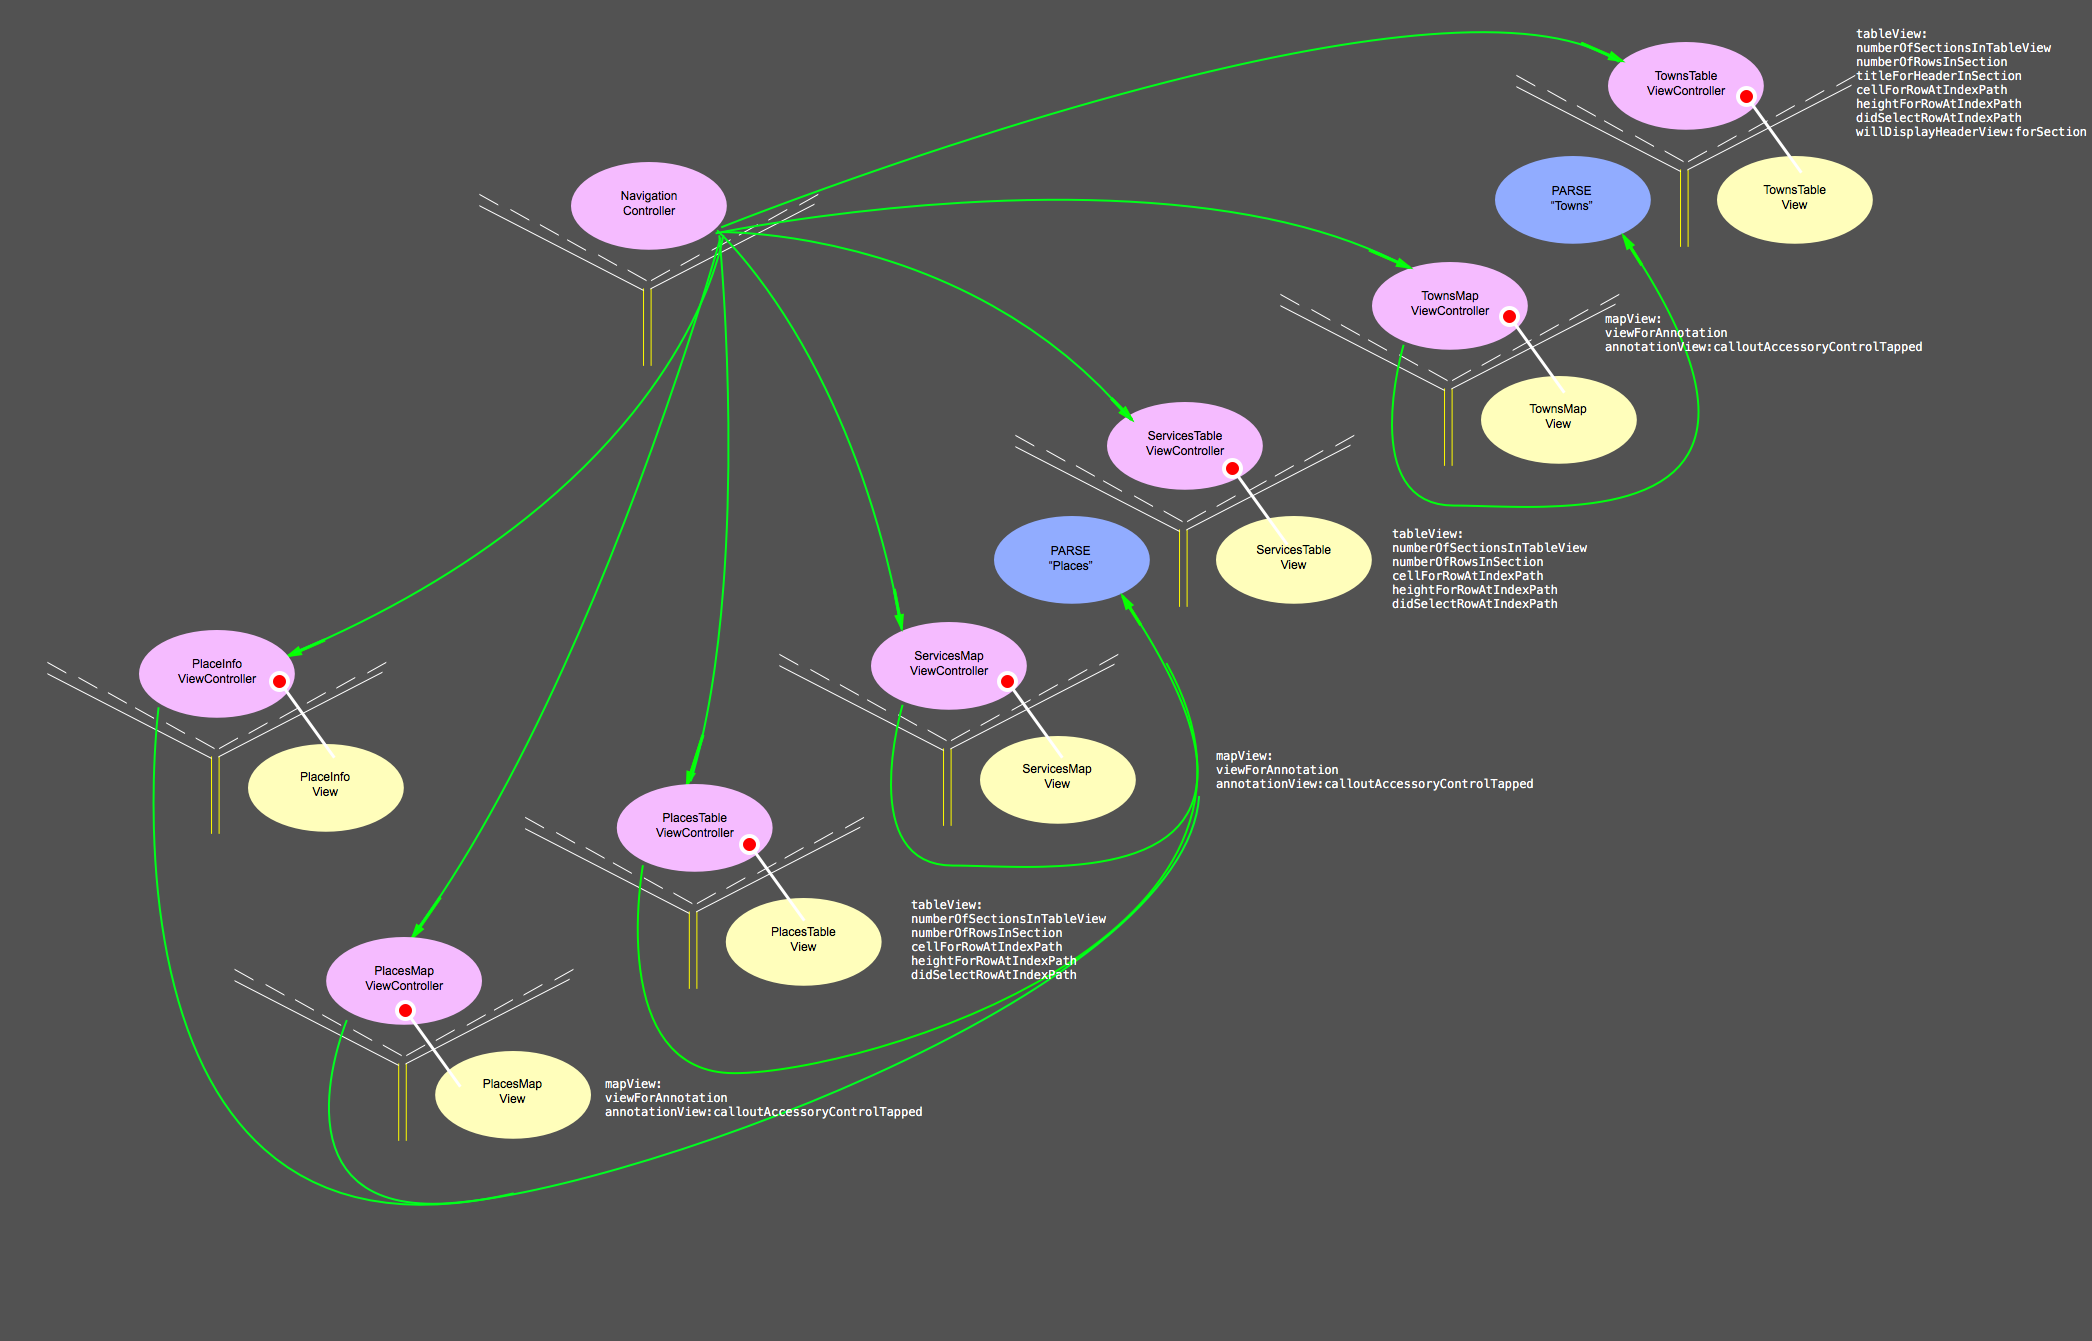 tableView:
numberOfSectionsInTableView
numberOfRowsInSection
titleForHeaderInSection
cellForRowAtIndexPath
heightForRowAtIndexPath
didSelectRowAtIndexPath
willDisplayHeaderView:forSection
TownsTable
ViewController
PARSE
“Towns”
TownsTable
View
Navigation
Controller
TownsMap
ViewController
mapView:
viewForAnnotation
annotationView:calloutAccessoryControlTapped
TownsMap
View
ServicesTable
ViewController
PARSE
“Places”
ServicesTable
View
tableView:
numberOfSectionsInTableView
numberOfRowsInSection
cellForRowAtIndexPath
heightForRowAtIndexPath
didSelectRowAtIndexPath
PlaceInfo
ViewController
PlaceInfo
View
ServicesMap
ViewController
ServicesMap
View
mapView:
viewForAnnotation
annotationView:calloutAccessoryControlTapped
PlacesTable
ViewController
PlacesTable
View
tableView:
numberOfSectionsInTableView
numberOfRowsInSection
cellForRowAtIndexPath
heightForRowAtIndexPath
didSelectRowAtIndexPath
PlacesMap
ViewController
PlacesMap
View
mapView:
viewForAnnotation
annotationView:calloutAccessoryControlTapped